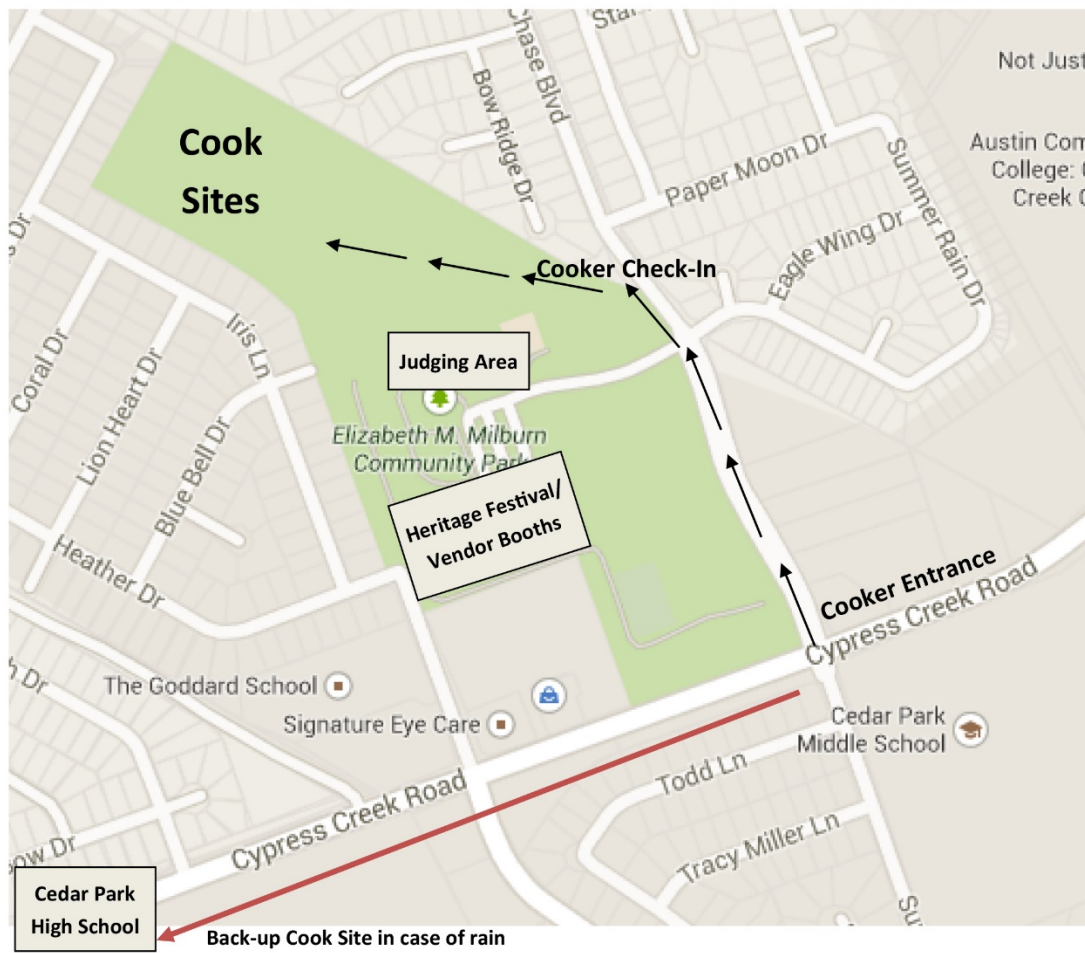 Chase Blvd
Star
Not Just
Bow Ridge Dr
Cook
Sites
Paper Moon Dr
Summer Rain Dr
Austin Com
College:
Creek
Eagle Wing Dr
Cooker Check-In
Iris Ln
Coral Dr
Lion Heart Dr
Blue Bell Dr
Judging Area
Elizabeth M. Milburn
Community Park
Heritage Festival/
Vendor Booths
Heather Dr
Cooker Entrance
Cypress Creek Road
The Goddard School
Signature Eye Care
Cedar Park
Middle School
Todd Ln
Tracy Miller Ln
Cypress Creek Road
ow Dr
Su
Cedar Park
High School
Back-up Cook Site in case of rain